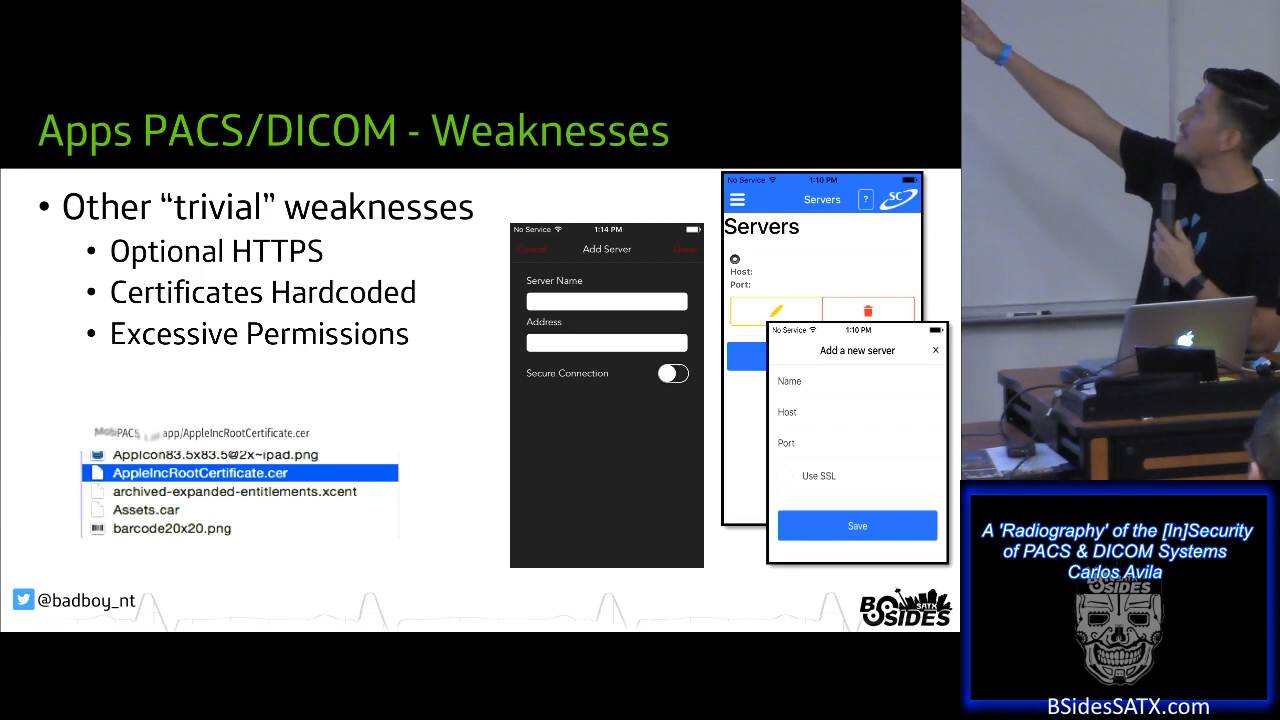 Apps PACS/DICOM - Weaknesses
• Other “trivial” weaknesses
• Optional HTTPS
• Certificates Hardcoded
• Excessive Permissions
PACS app/AppleIncRootCertificate.cer
AppIcon83.5x83.5@2x~ipad.png
AppleIncRootCertificate.cer
archived-expanded-entitlements.xcent
Assets.car
barcode20x20.png
No Service 1:14 PM
Cancel Add Server
Server Name
Address
Secure Connection
No Service 1:10 PM
Servers ? SC
Servers
Host:
Port:
No Service 1:10 PM
Add a new server X
Name
Host
Port
Use SSL
Save
@badboy_nt
BSIDES
SATX
A 'Radiography' of the [In]Security
of PACS & DICOM Systems
Carlos Avila
BSIDES
BSidesSATX.com